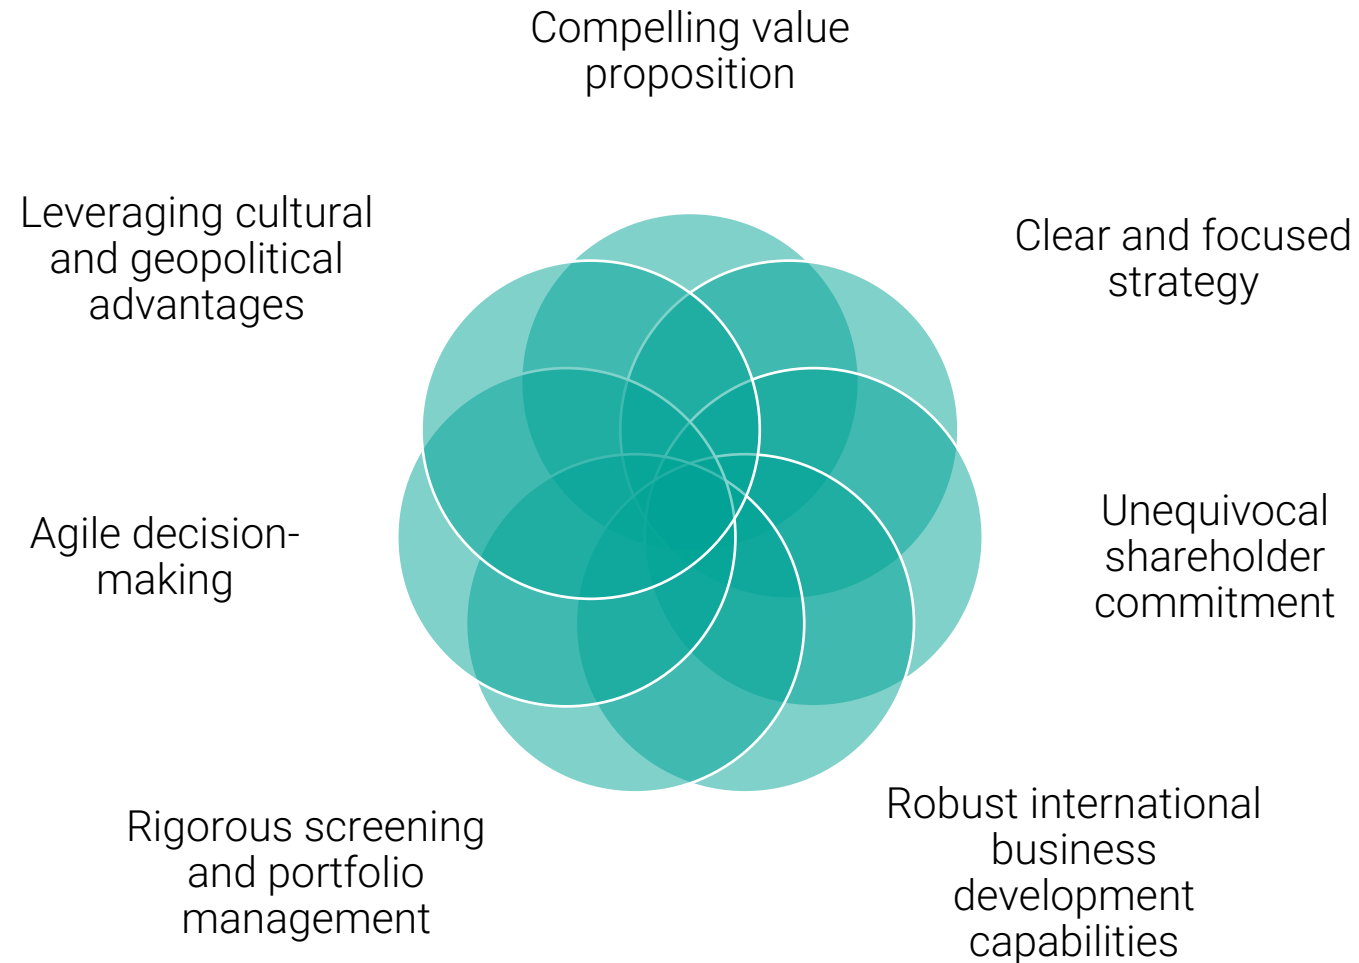 Compelling value
proposition
Leveraging cultural
and geopolitical
advantages
Clear and focused
strategy
Agile decision-
making
Unequivocal
shareholder
commitment
Rigorous screening
and portfolio
management
Robust international
business
development
capabilities